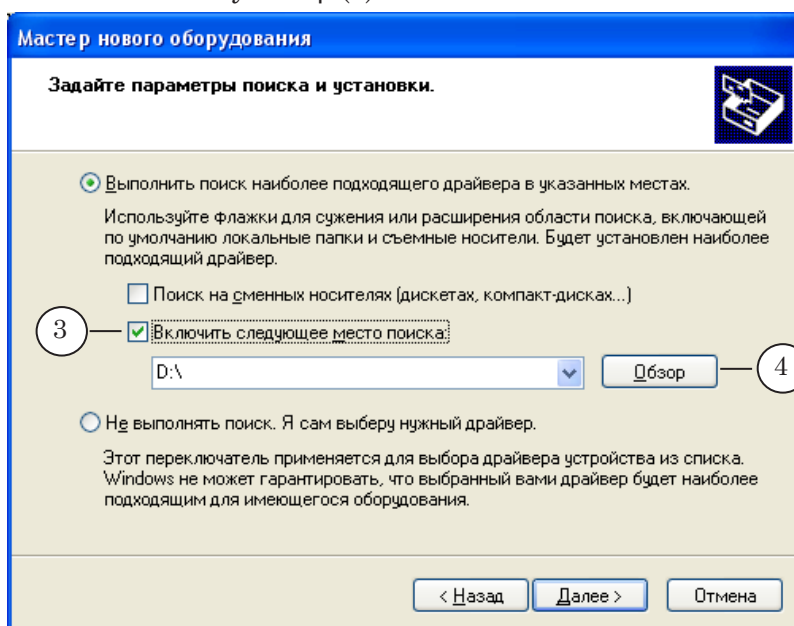 Мастер нового оборудования
Задайте параметры поиска и установки.
Выполнить поиск наиболее подходящего драйвера в указанных местах.
Используйте флажки для сужения или расширения области поиска, включающей
по умолчанию локальные папки и съемные носители. Будет установлен наиболее
подходящий драйвер.
Поиск на сменных носителях (дискетах, компакт-дисках...)
3 Включить следующее место поиска:
D:\ Обзор 4
Не выполнять поиск. Я сам выберу нужный драйвер.
Этот переключатель применяется для выбора драйвера устройства из списка.
Windows не может гарантировать, что выбранный вами драйвер будет наиболее
подходящим для имеющегося оборудования.
< Назад Далее > Отмена